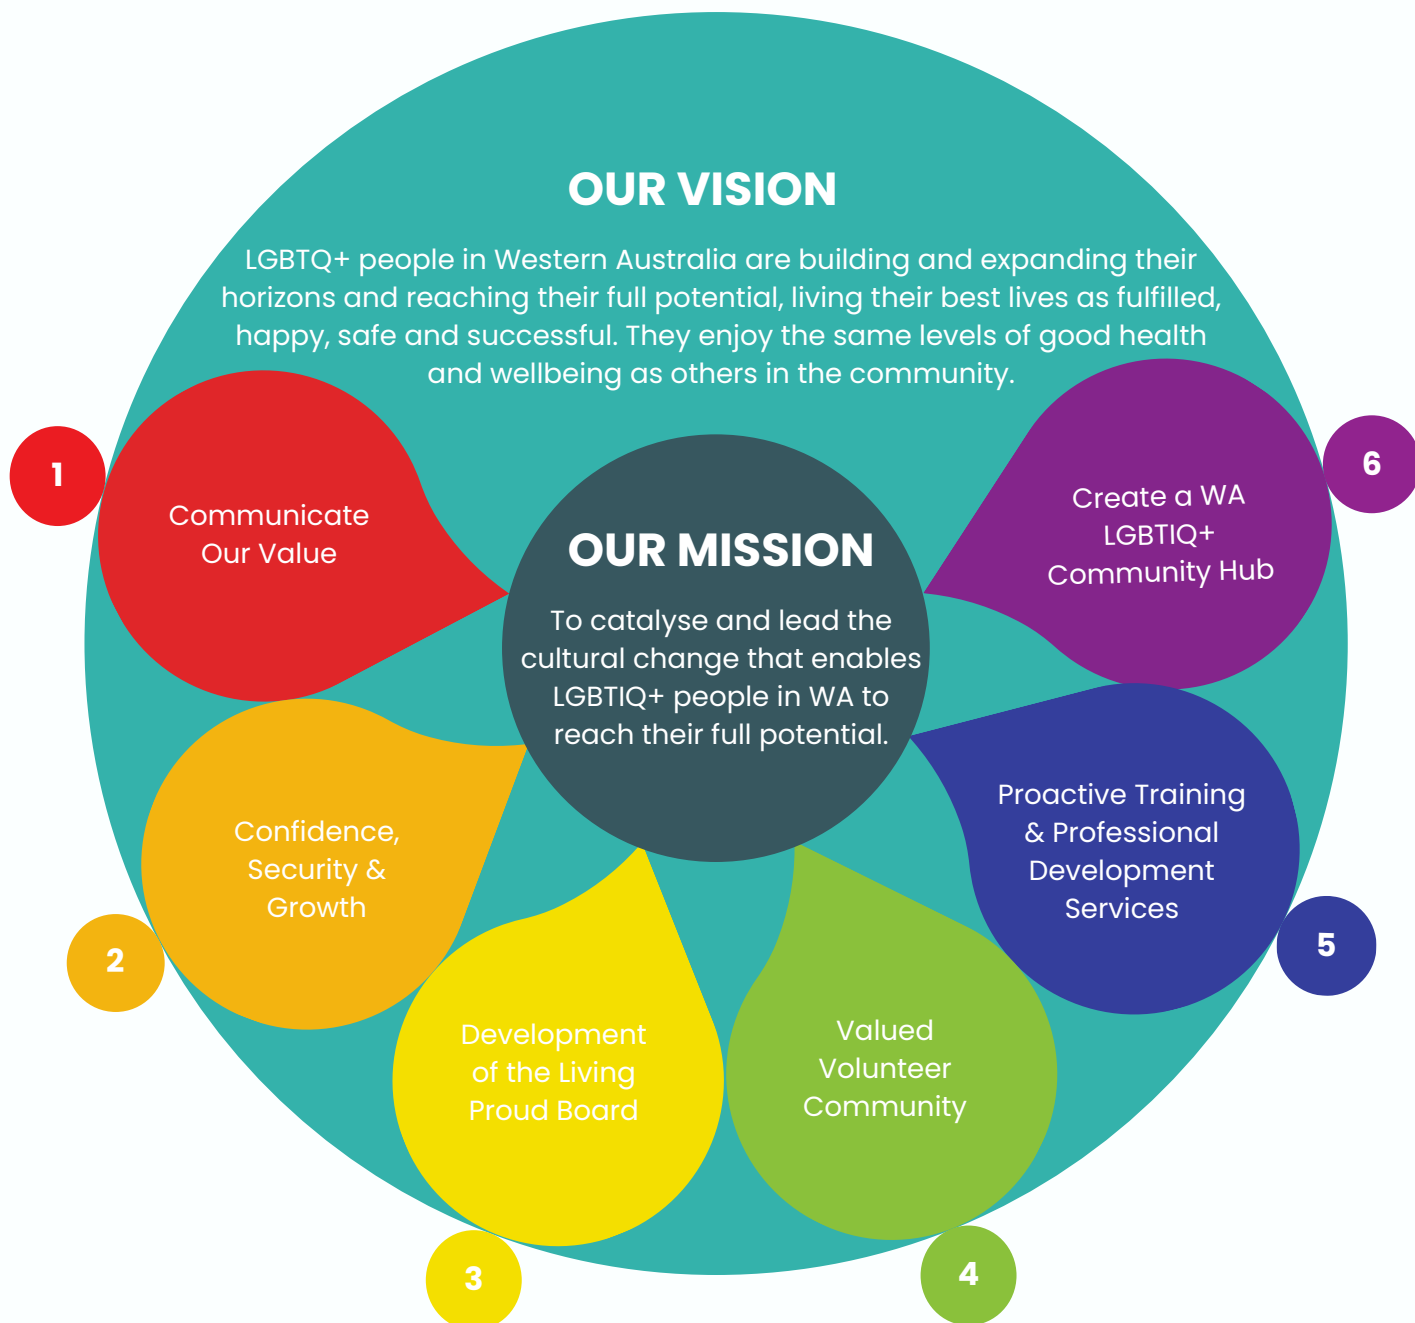 OUR VISION
LGBTQ+ people in Western Australia are building and expanding their
horizons and reaching their full potential, living their best lives as fulfilled,
happy, safe and successful. They enjoy the same levels of good health
and wellbeing as others in the community.
OUR MISSION
To catalyse and lead the
cultural change that enables
LGBTIQ+ people in WA to
reach their full potential.
1
Communicate
Our Value
2
Confidence,
Security &
Growth
3
Development
of the Living
Proud Board
4
Valued
Volunteer
Community
5
Proactive Training
& Professional
Development
Services
6
Create a WA
LGBTIQ+
Community Hub